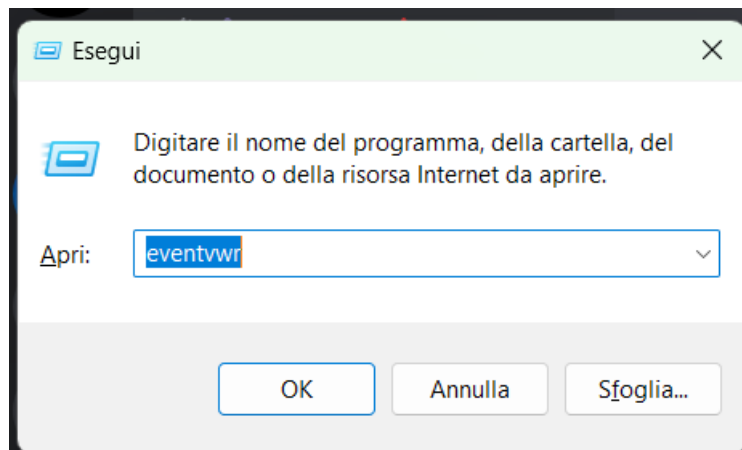 Esegui
Digitare il nome del programma, della cartella, del
documento o della risorsa Internet da aprire.
Apri: eventvwr
OK Annulla Sfoglia...